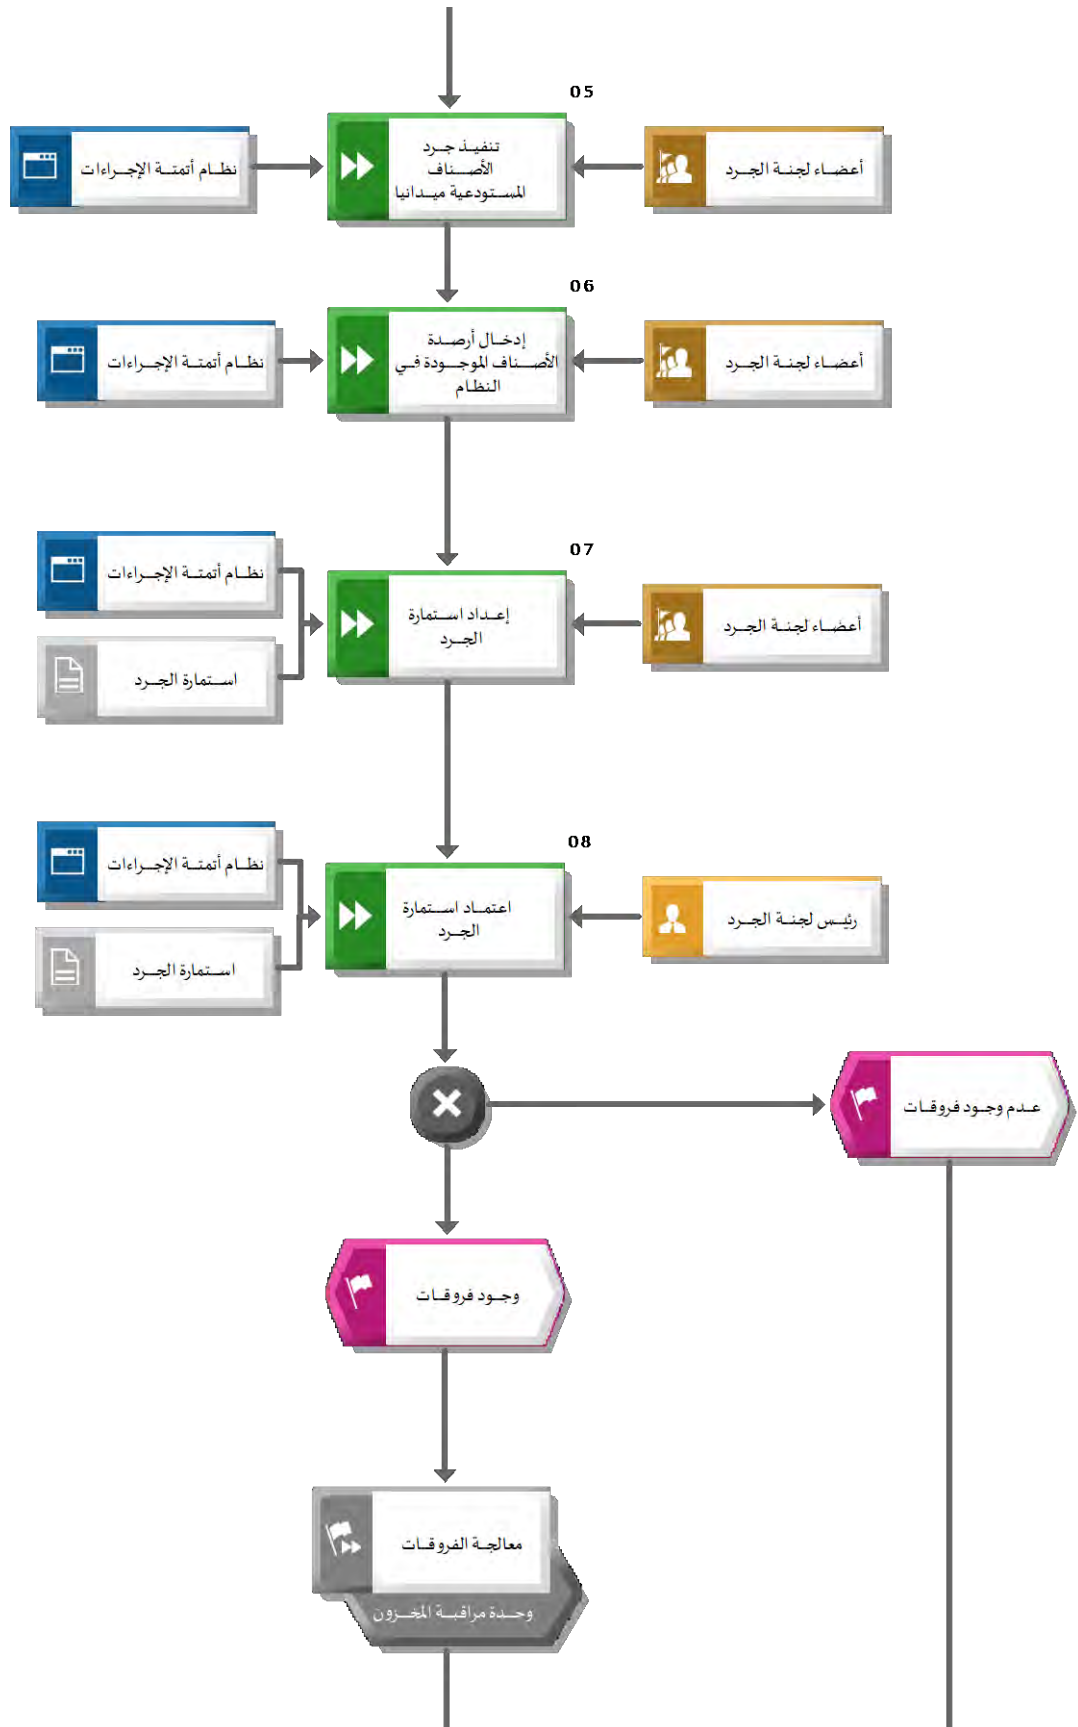 05
أعضاء لجنة الجرد
تنفيذ جرد
الأصناف
المستودعية ميدانيا
نظام أتمتة الإجراءات
06
أعضاء لجنة الجرد
إدخال أرصدة
الأصناف الموجودة في
النظام
نظام أتمتة الإجراءات
07
أعضاء لجنة الجرد
إعداد استمارة
الجرد
نظام أتمتة الإجراءات
استمارة الجرد
08
رئيس لجنة الجرد
اعتماد استمارة
الجرد
نظام أتمتة الإجراءات
استمارة الجرد
عدم وجود فروقات
وجود فروقات
معالجة الفروقات
وحدة مراقبة المخزون